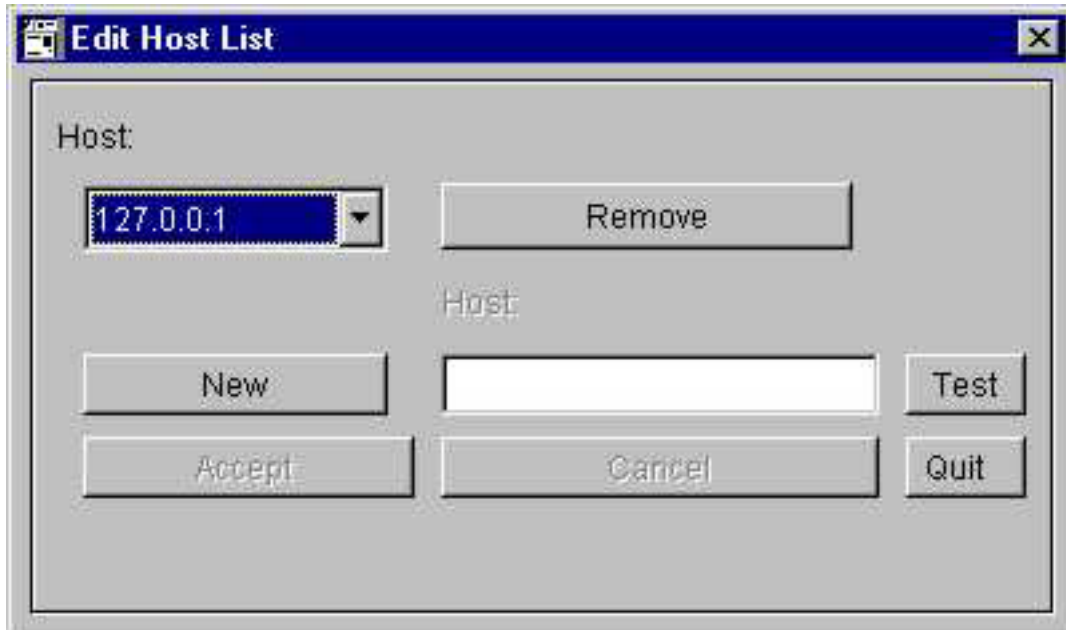 Edit Host List
Host:
127.0.0.1
Remove
Host:
New
Test
Accept
Cancel
Quit